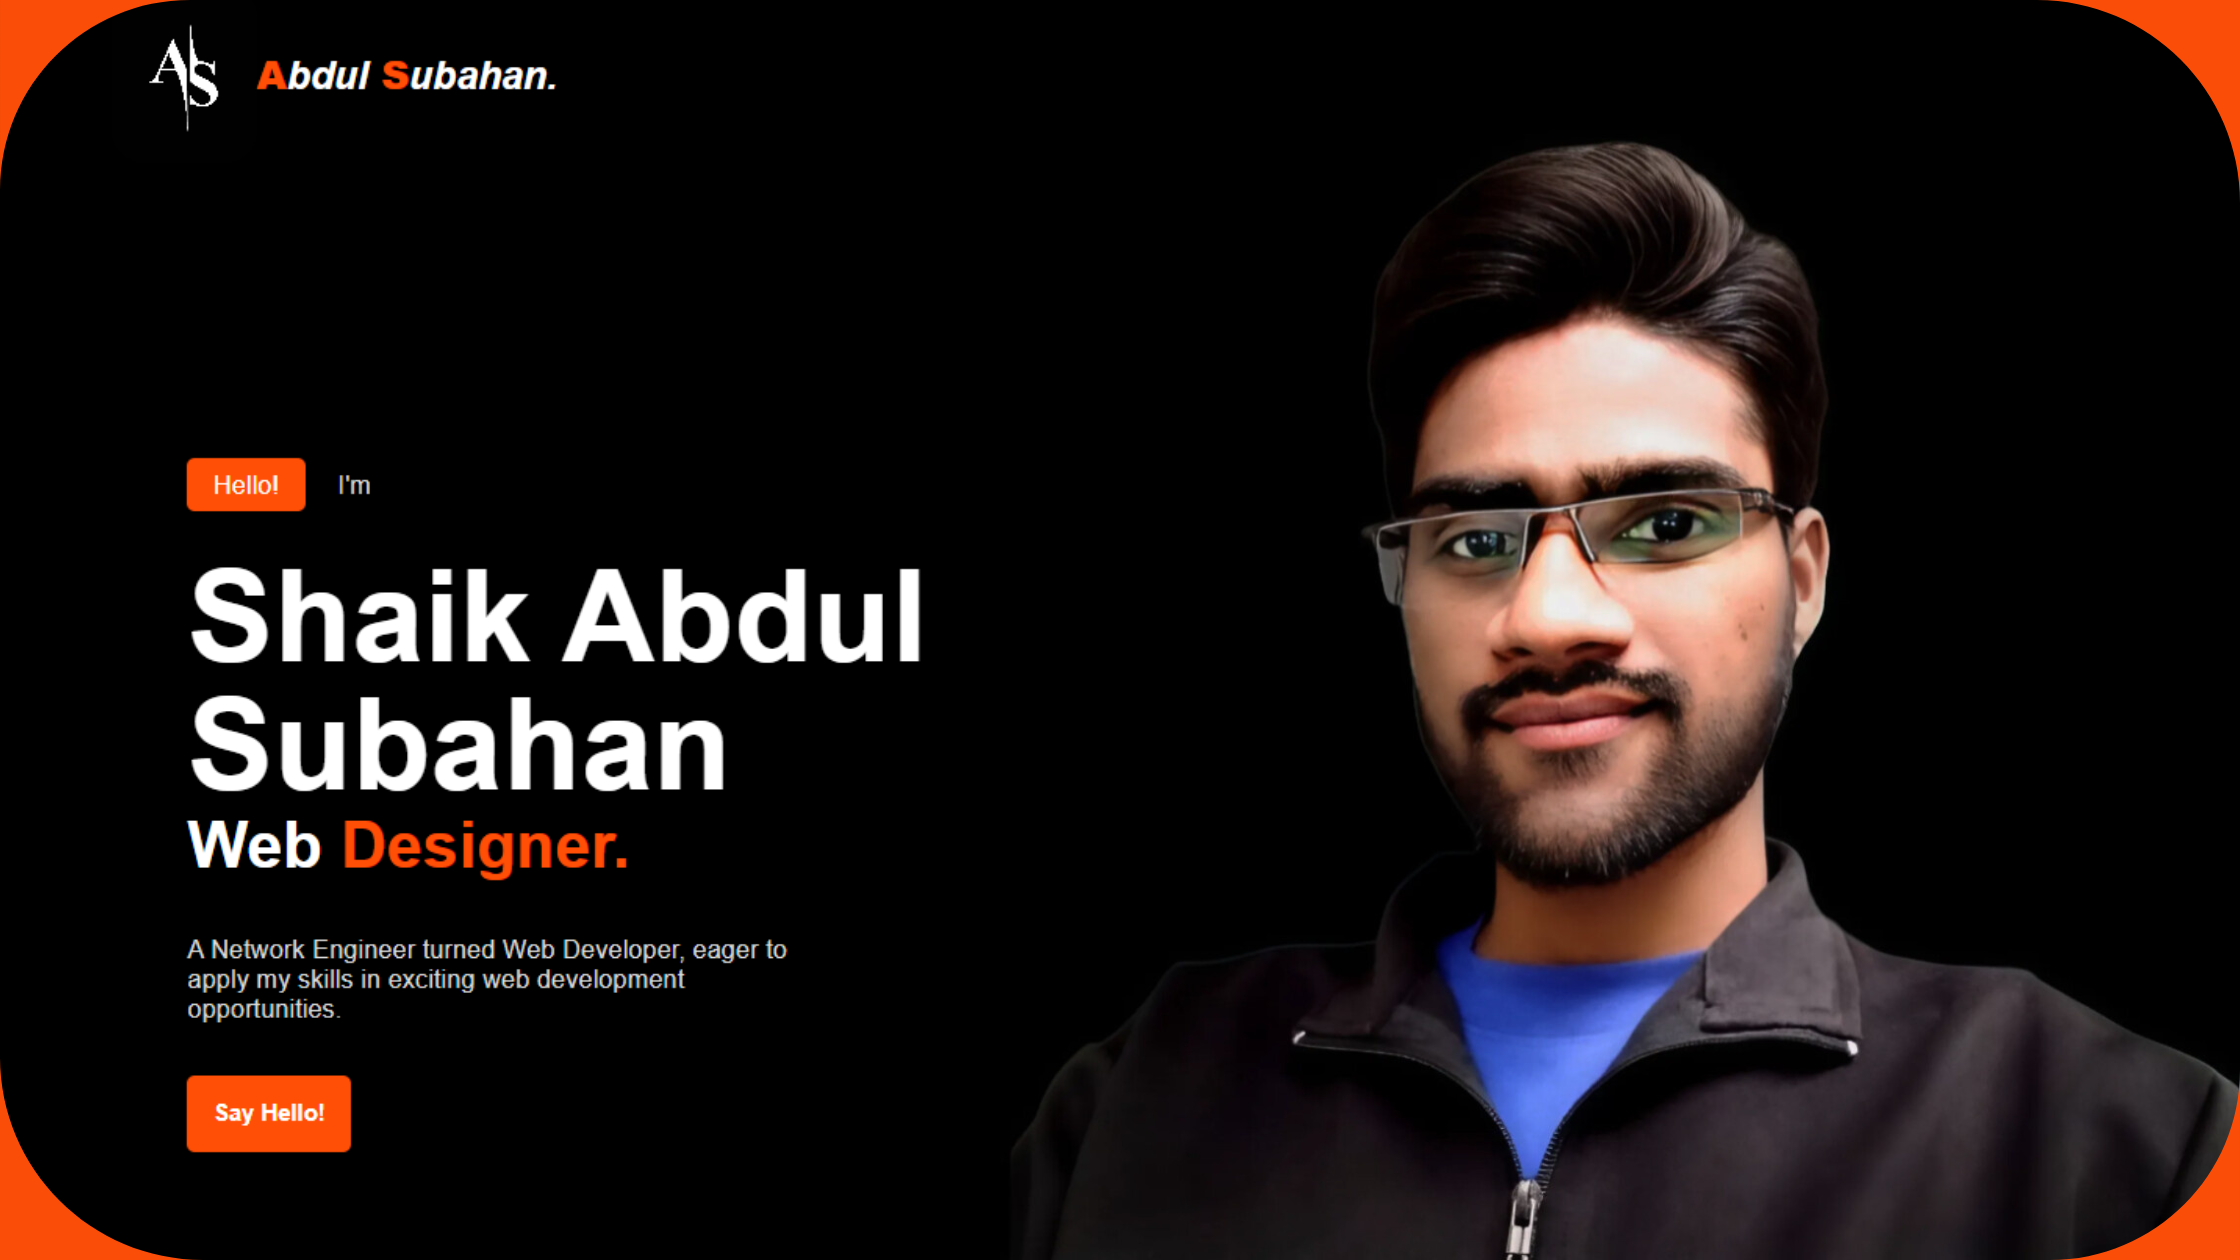 AS
Abdul Subahan.
Hello! I'm
Shaik Abdul
Subahan
Web Designer.
A Network Engineer turned Web Developer, eager to
apply my skills in exciting web development
opportunities.
Say Hello!